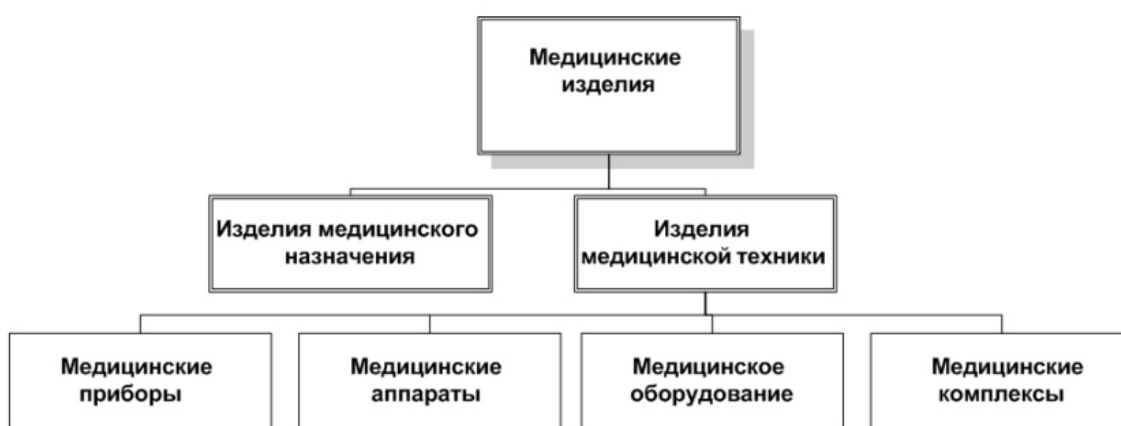 Медицинские
изделия
Изделия медицинского
назначения
Изделия
медицинской техники
Медицинские
приборы
Медицинские
аппараты
Медицинское
оборудование
Медицинские
комплексы